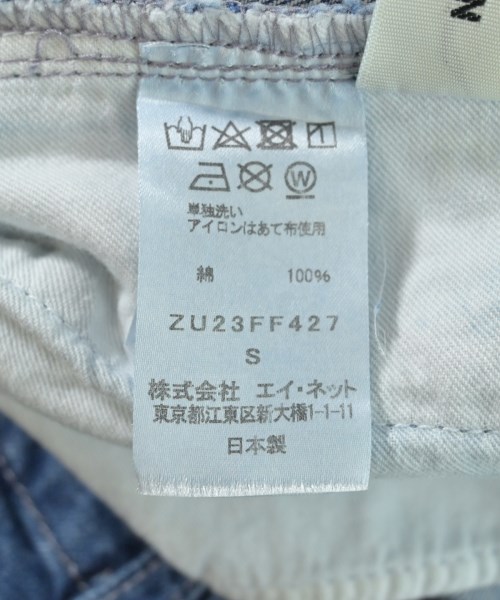 N
W
単独洗い
アイロンはあて布使用
綿 100%
ZU23FF427
S
株式会社 エイ・ネット
東京都江東区新大橋1-1-11
日本製